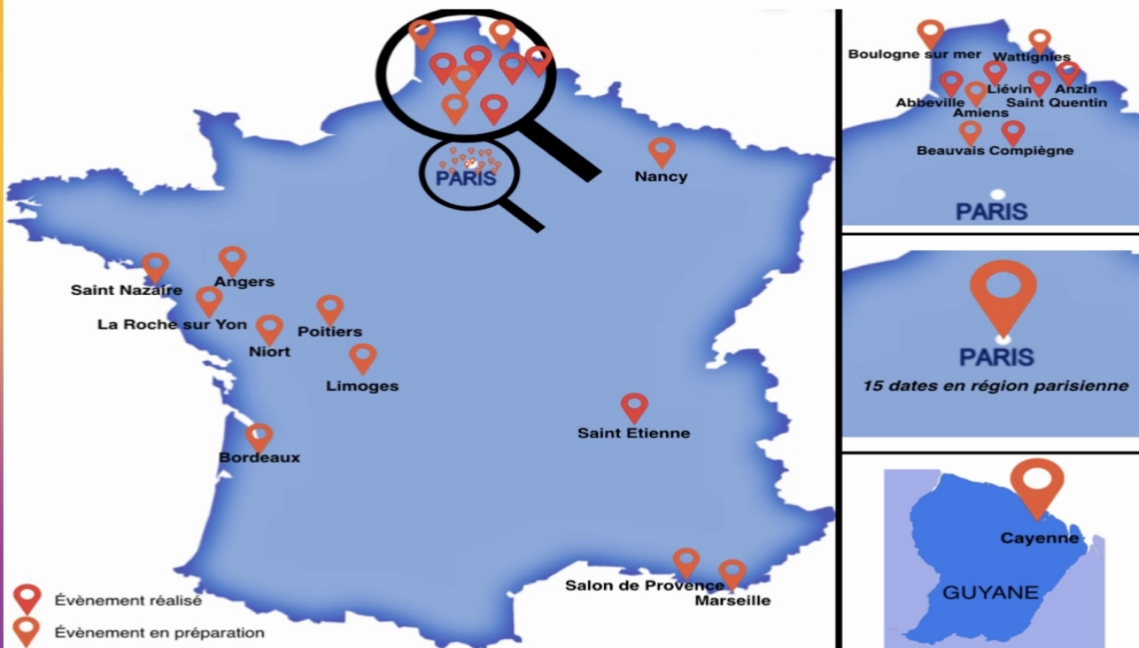 PARIS
Nancy
Saint Nazaire
Angers
La Roche sur Yon
Niort
Poitiers
Limoges
Bordeaux
Saint Etienne
Salon de Provence
Marseille
Évènement réalisé
Évènement en préparation
Boulogne sur mer
Wattignies
Abbeville
Amiens
Liévin
Saint Quentin
Anzin
Beauvais
Compiègne
PARIS
PARIS
15 dates en région parisienne
Cayenne
GUYANE